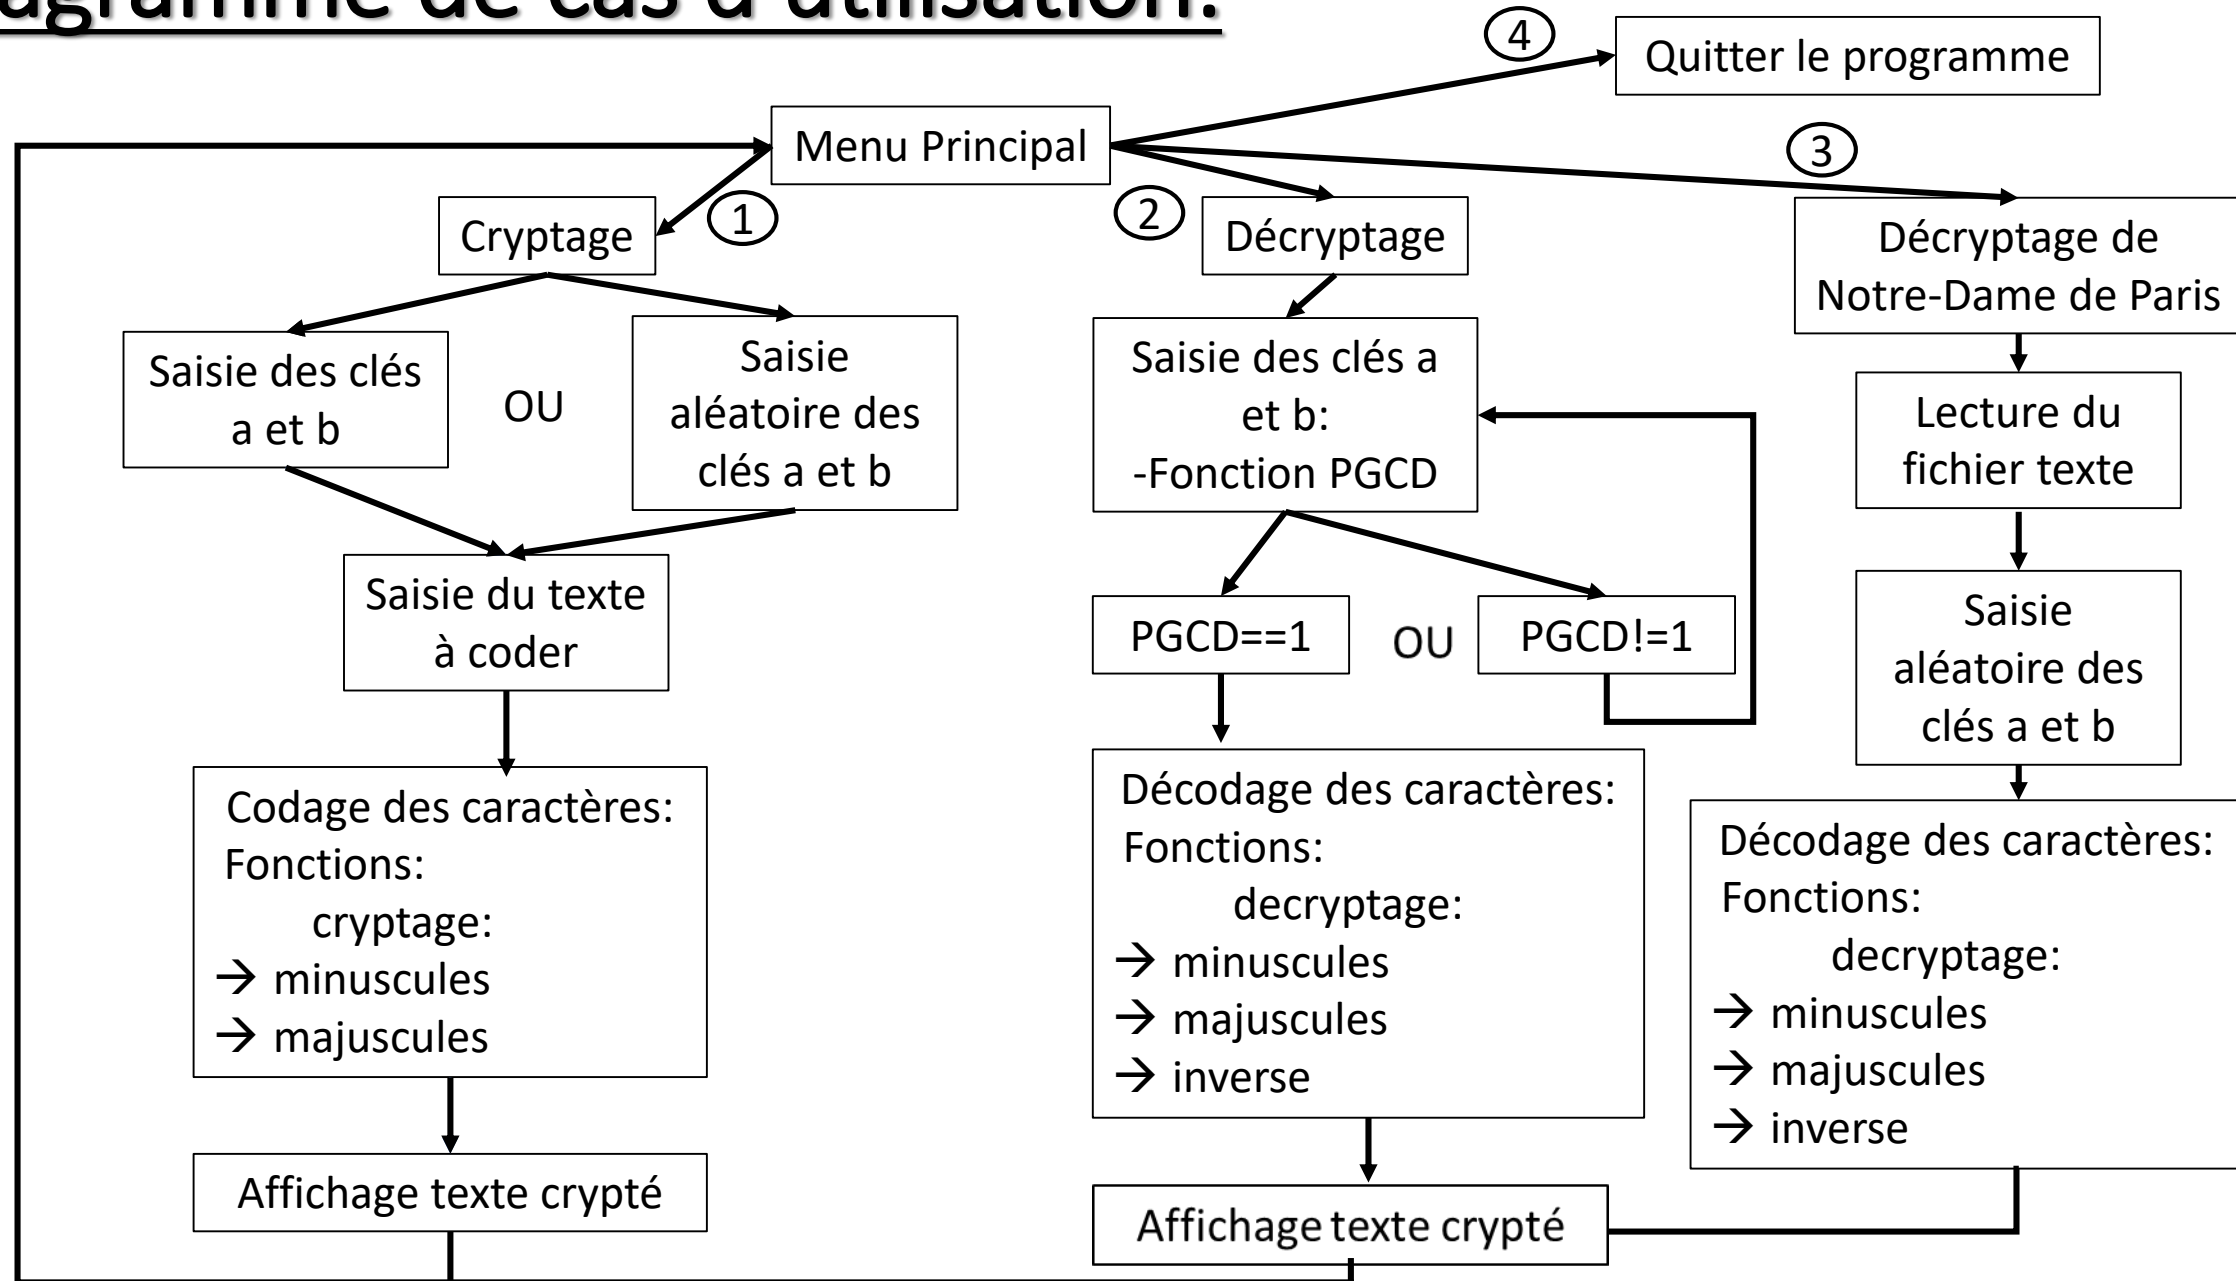 agramme de cas d'utilisation:
4
Quitter le programme
Menu Principal
3
1
2
Cryptage
Décryptage
Décryptage de
Notre-Dame de Paris
Saisie des clés
a et b
OU
Saisie
aléatoire des
clés a et b
Saisie des clés a
et b:
-Fonction PGCD
Lecture du
fichier texte
Saisie du texte
à coder
PGCD==1
OU
PGCD!=1
Saisie
aléatoire des
clés a et b
Codage des caractères:
Fonctions:
cryptage:
→ minuscules
→ majuscules
Décodage des caractères:
Fonctions:
decryptage:
→ minuscules
→ majuscules
→ inverse
Décodage des caractères:
Fonctions:
decryptage:
→ minuscules
→ majuscules
→ inverse
Affichage texte crypté
Affichage texte crypté